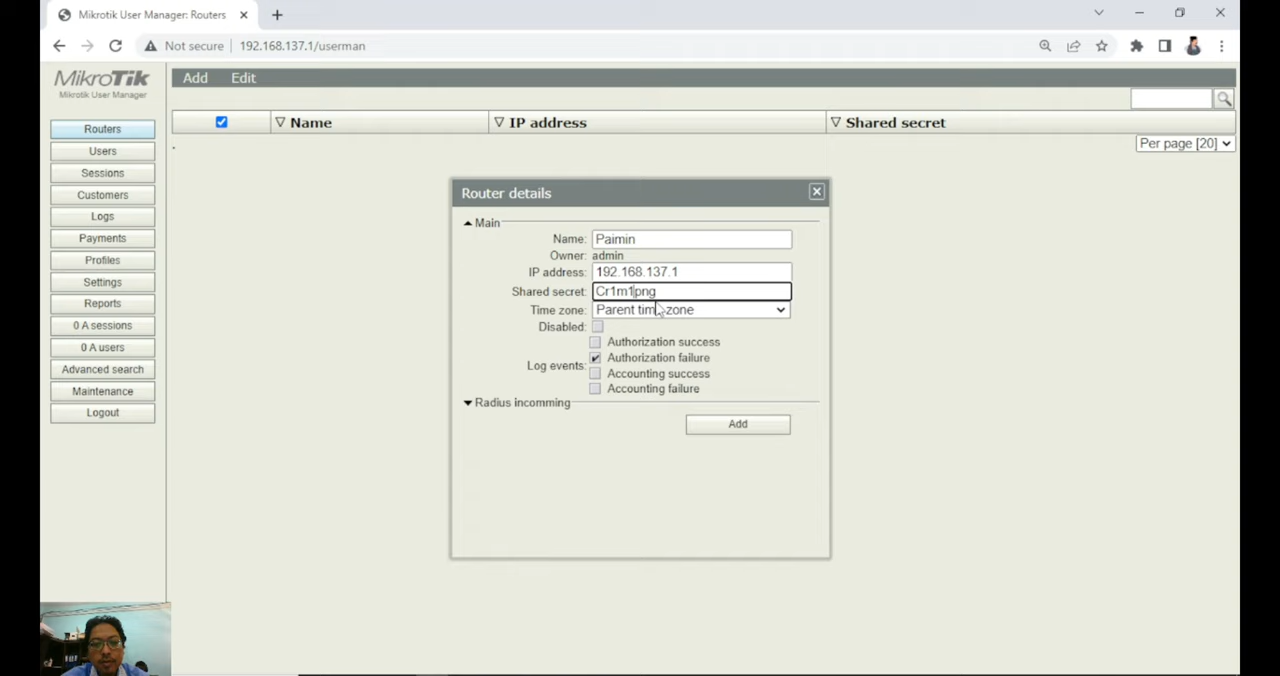 Mikrotik User Manager: Routers
Not secure 192.168.137.1/userman
MikroTik
Mikrotik User Manager
Add Edit
Name IP address Shared secret
Per page [20]
Routers
Users
Sessions
Customers
Logs
Payments
Profiles
Settings
Reports
0 A sessions
0 A users
Advanced search
Maintenance
Logout
Router details
Main
Name: Paimin
Owner: admin
IP address: 192.168.137.1
Shared secret: Cr1m1png
Time zone: Parent time zone
Disabled:
Log events:
Authorization success
Authorization failure
Accounting success
Accounting failure
Radius incomming
Add